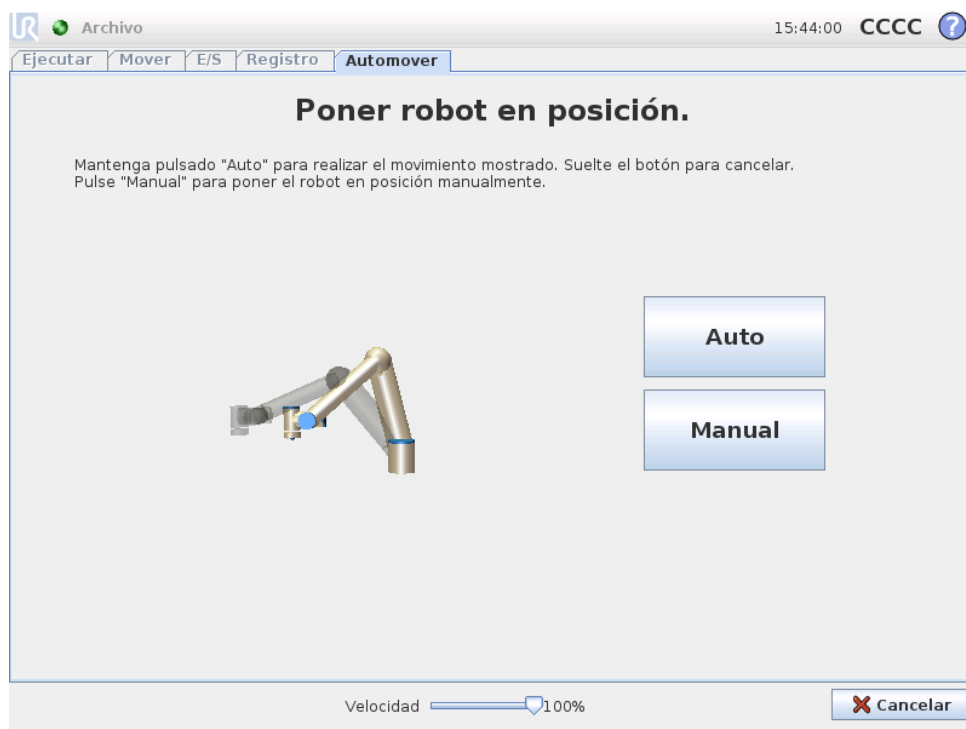 UR Archivo 15:44:00 CCCC ?
Ejecutar Mover E/S Registro Automover
Poner robot en posición.
Mantenga pulsado "Auto" para realizar el movimiento mostrado. Suelte el botón para cancelar.
Pulse "Manual" para poner el robot en posición manualmente.
Auto
Manual
Velocidad 100% Cancelar